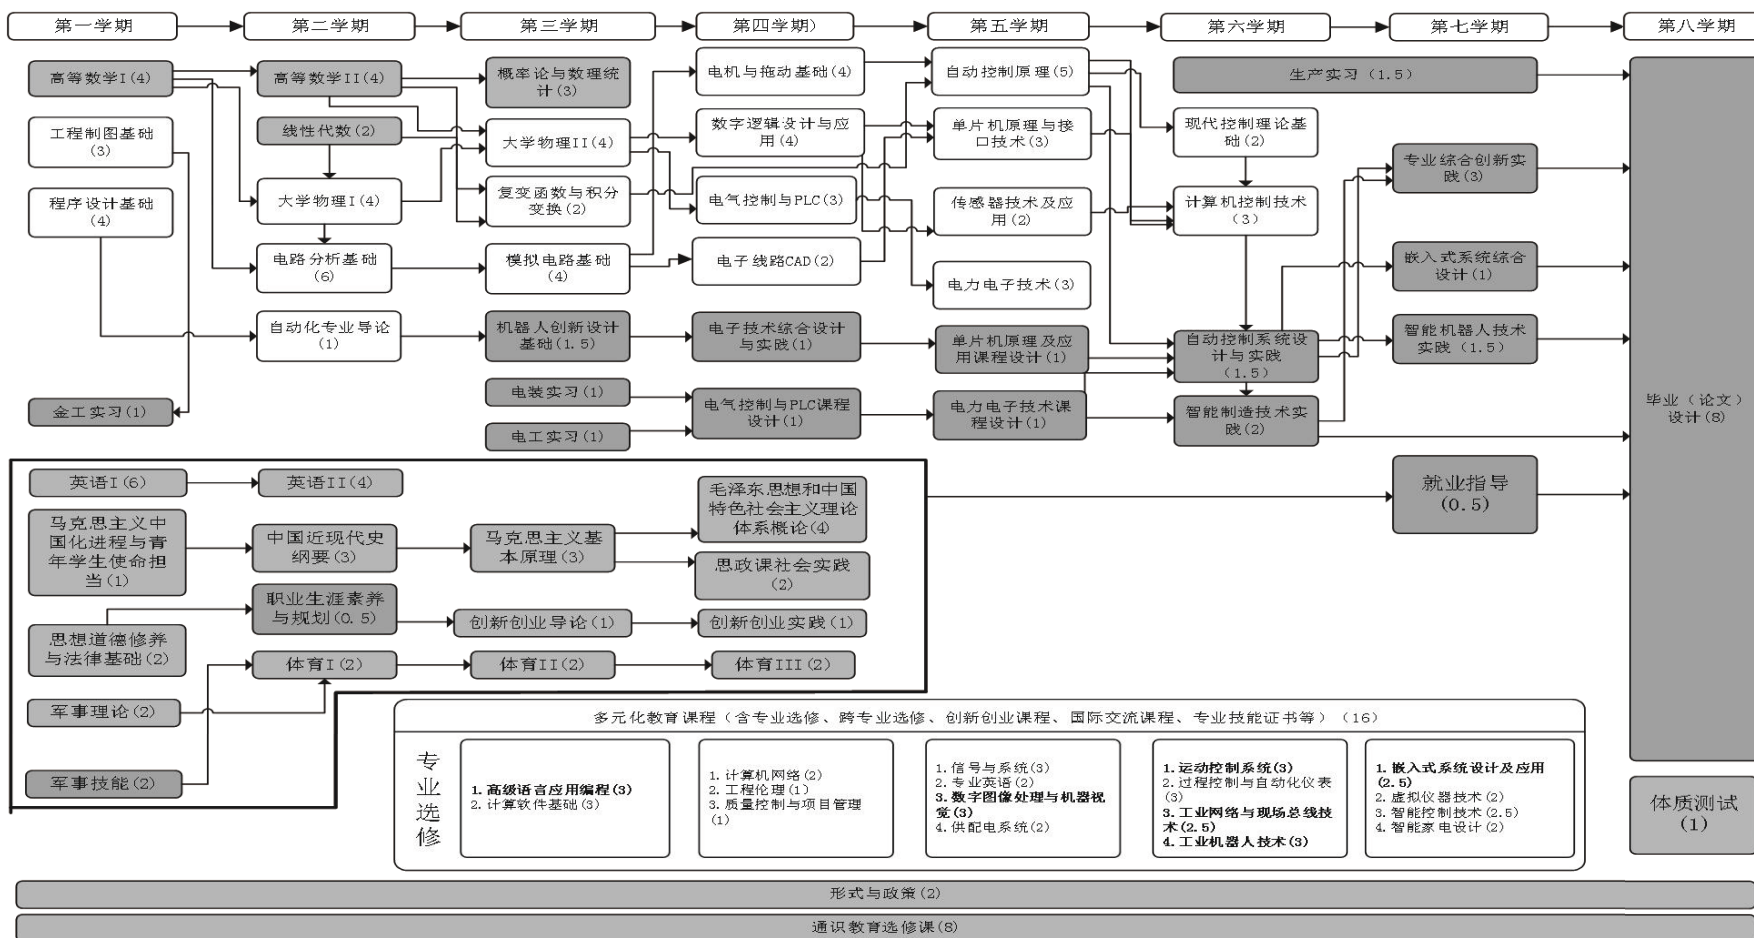 第一学期
第二学期
第三学期
第四学期)
第五学期
第六学期
第七学期
第八学期
高等数学I(4)
工程制图基础
(3)
程序设计基础
(4)
金工实习(1)
高等数学II(4)
线性代数(2)
大学物理I(4)
电路分析基础
(6)
自动化专业导论
(1)
概率论与数理统
计(3)
大学物理II(4)
复变函数与积分
变换(2)
模拟电路基础
(4)
机器人创新设计
基础(1.5)
电装实习(1)
电工实习(1)
电机与拖动基础(4)
数字逻辑设计与应
用(4)
电气控制与PLC(3)
电子线路CAD(2)
电子技术综合设计
与实践(1)
电气控制与PLC课程
设计(1)
自动控制原理(5)
单片机原理与接
口技术(3)
传感器技术及应
用(2)
电力电子技术(3)
单片机原理及应
用课程设计(1)
电力电子技术课
程设计(1)
生产实习(1.5)
现代控制理论基
础(2)
计算机控制技术
(3)
自动控制系统设
计与实践
(1.5)
智能制造技术实
践(2)
专业综合创新实
践(3)
嵌入式系统综合
设计(1)
智能机器人技术
实践(1.5)
就业指导
(0.5)
毕业(论文)
设计(8)
英语I(6)
英语II(4)
马克思主义中
国化进程与青
年学生使命担
当(1)
中国近现代史
纲要(3)
马克思主义基
本原理(3)
毛泽东思想和中国
特色社会主义理论
体系概论(4)
思政课社会实践
(2)
思想道德修养
与法律基础(2)
职业生涯素养
与规划(0.5)
创新创业导论(1)
创新创业实践(1)
体育I(2)
体育II(2)
体育III(2)
军事理论(2)
军事技能(2)
多元化教育课程(含专业选修、跨专业选修、创新创业课程、国际交流课程、专业技能证书等)(16)
专业选修
1. 高级语言应用编程(3)
2. 计算软件基础(3)
1. 计算机网络(2)
2. 工程伦理(1)
3. 质量控制与项目管理
(1)
1. 信号与系统(3)
2. 专业英语(2)
3. 数字图像处理与机器视
觉(3)
4. 供配电系统(2)
1. 运动控制系统(3)
2. 过程控制与自动化仪表
(3)
3. 工业网络与现场总线技
术(2.5)
4. 工业机器人技术(3)
1. 嵌入式系统设计及应用
(2.5)
2. 虚拟仪器技术(2)
3. 智能控制技术(2.5)
4. 智能家电设计(2)
体质测试
(1)
形式与政策(2)
通识教育选修课(8)